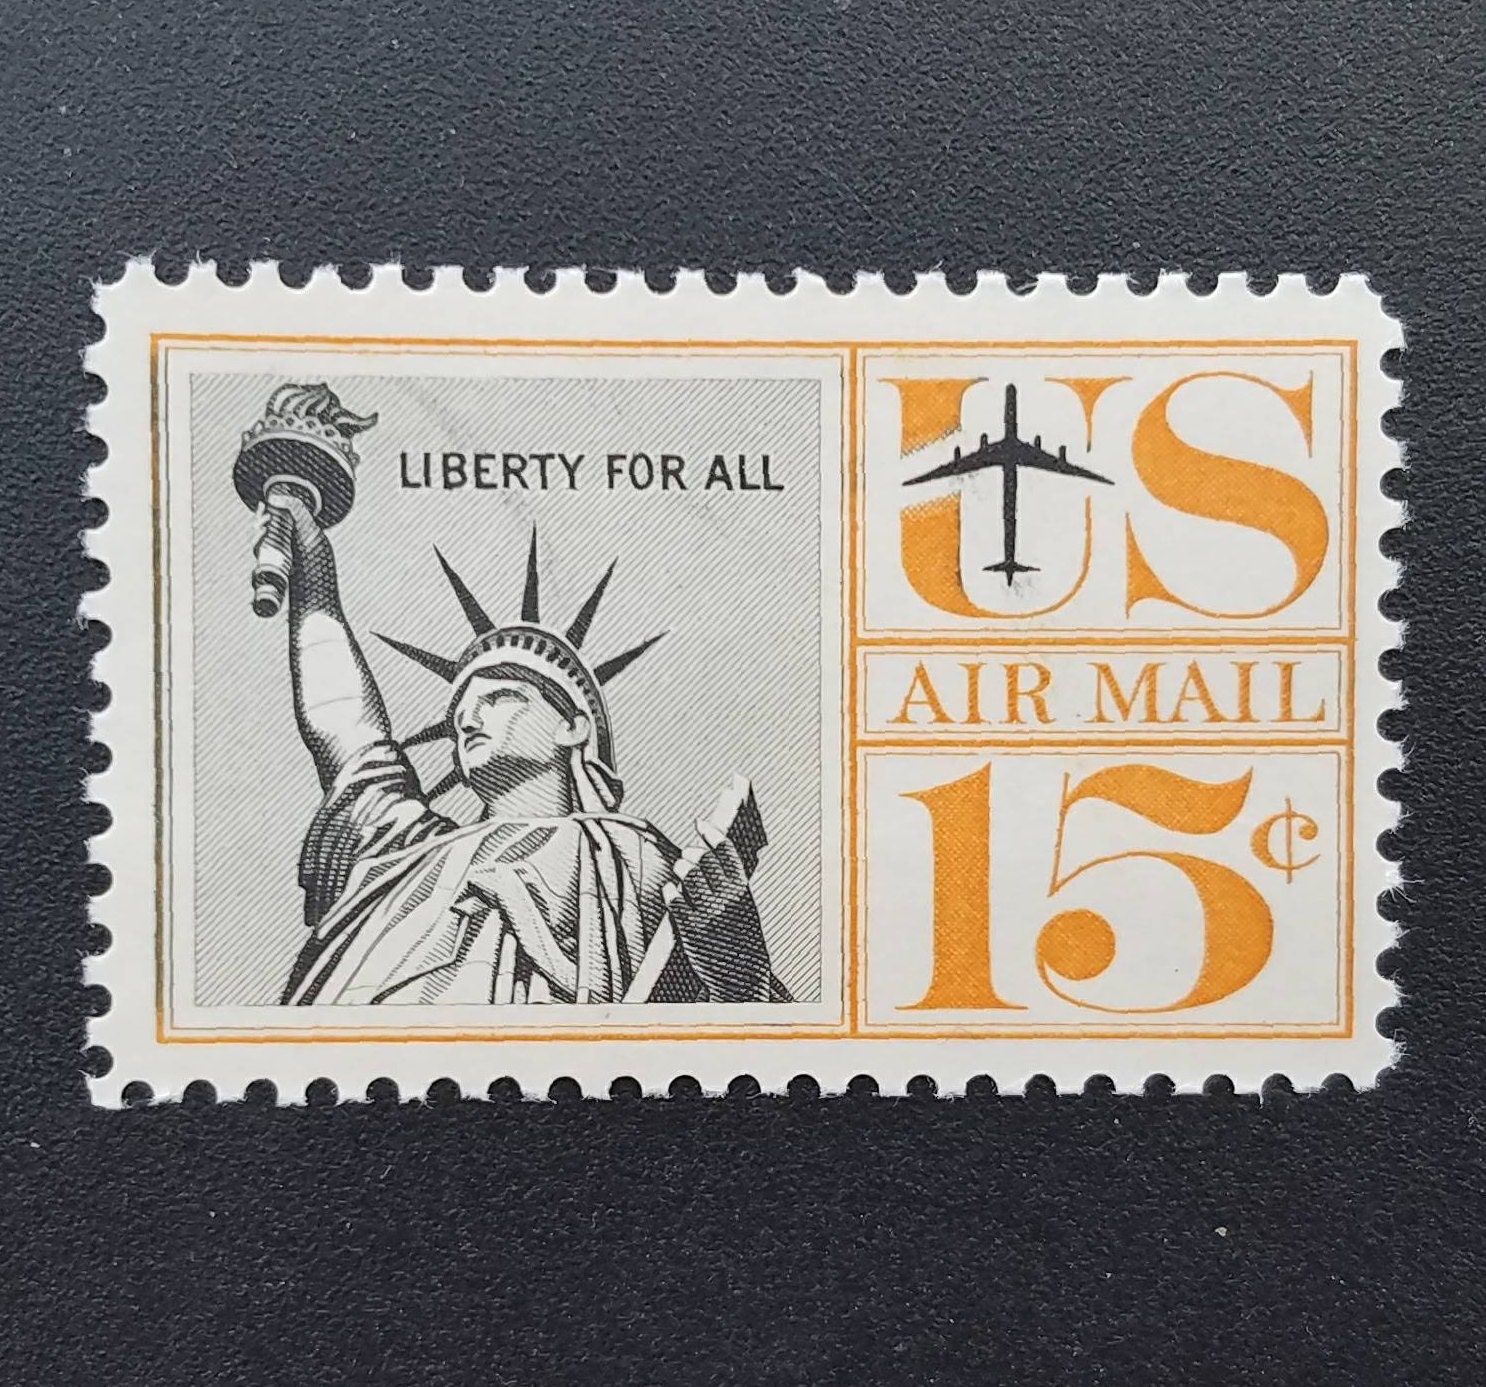 LIBERTY FOR ALL
US
AIR MAIL
15¢